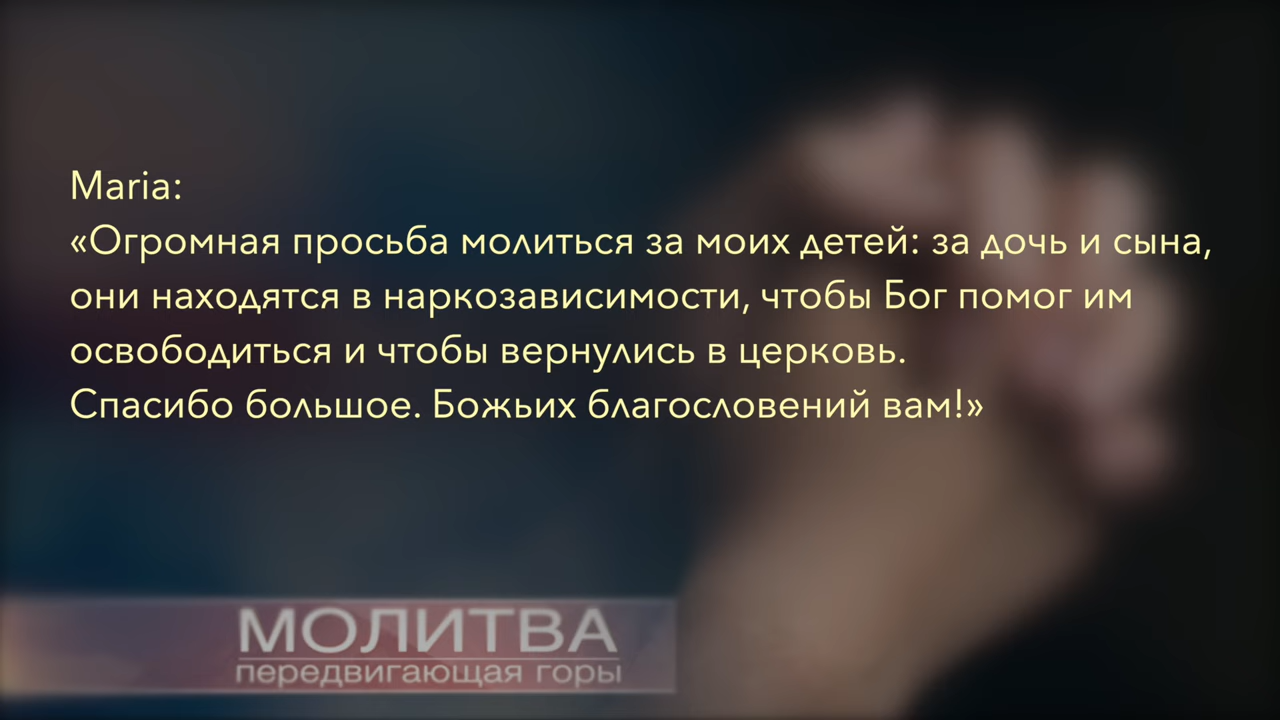 Maria:
«Огромная просьба молиться за моих детей: за дочь и сына,
они находятся в наркозависимости, чтобы Бог помог им
освободиться и чтобы вернулись в церковь.
Спасибо большое. Божьих благословений вам!»
МОЛИТВА
передвигающая горы